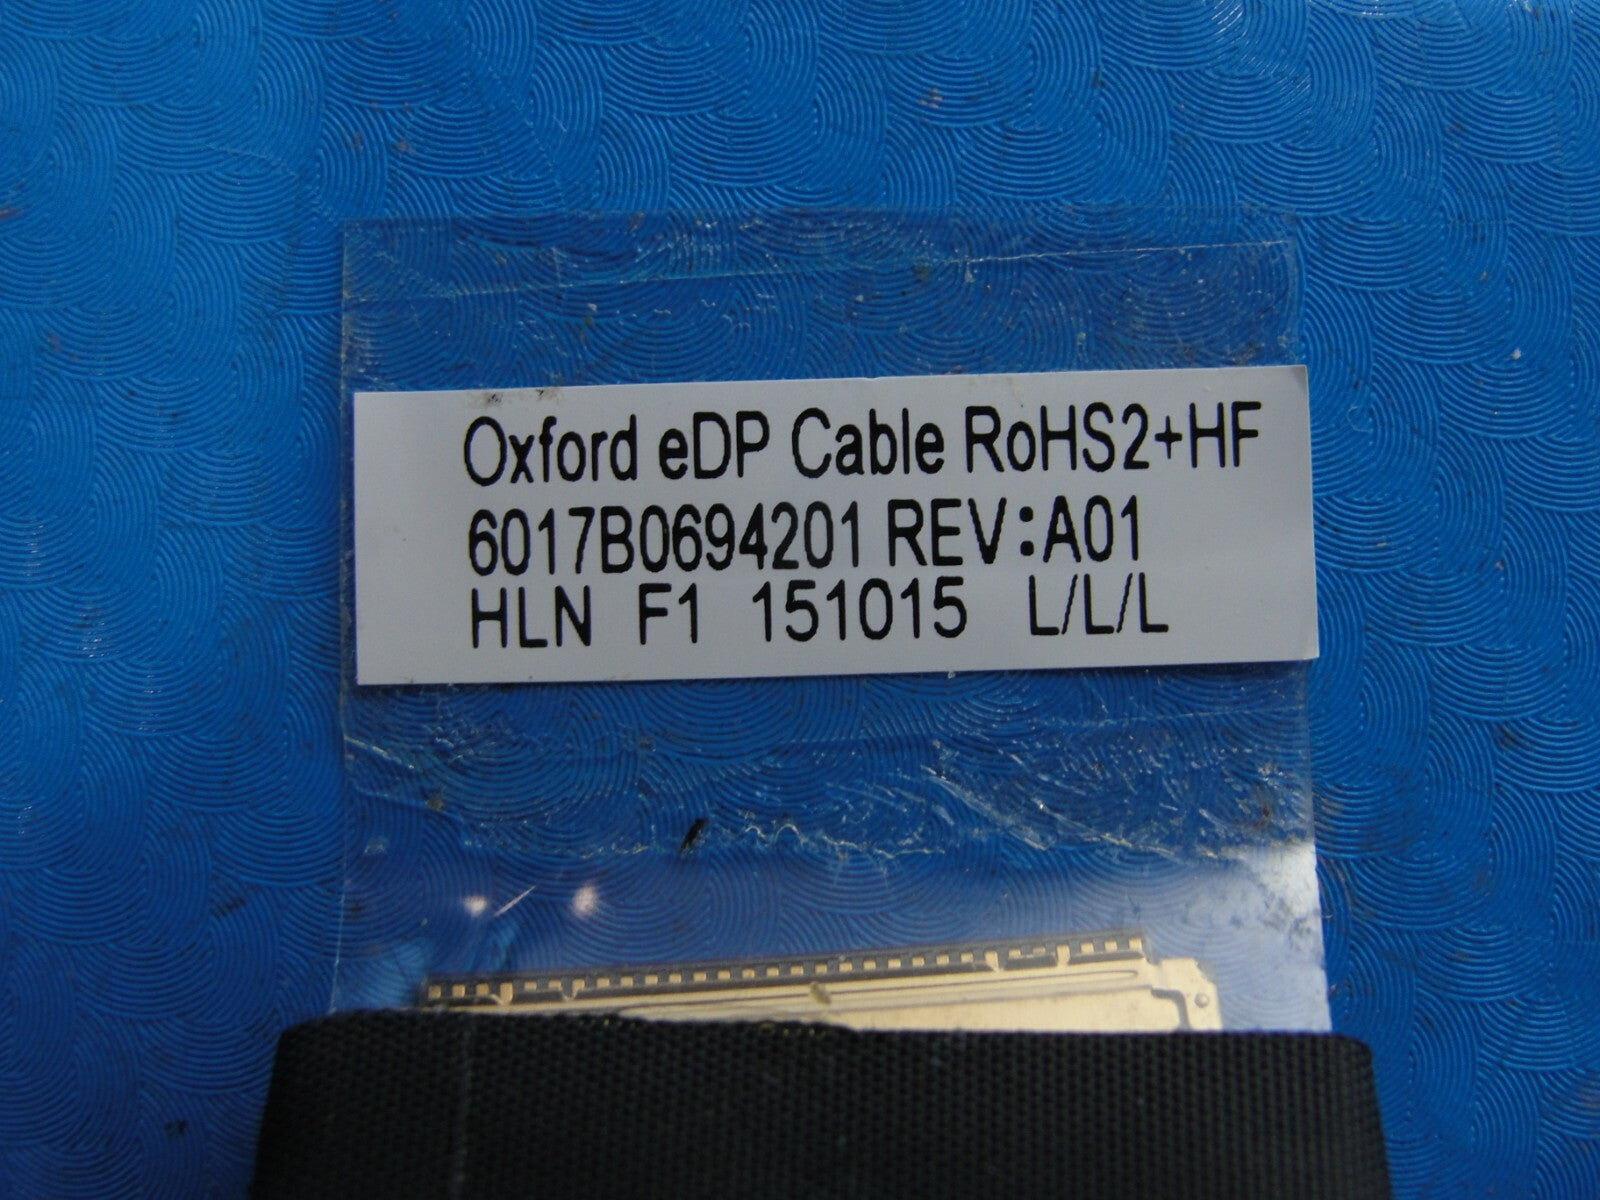 Oxford eDP Cable RoHS2+HF
6017B0694201 REV:A01
HLN F1 151015 L/L/L